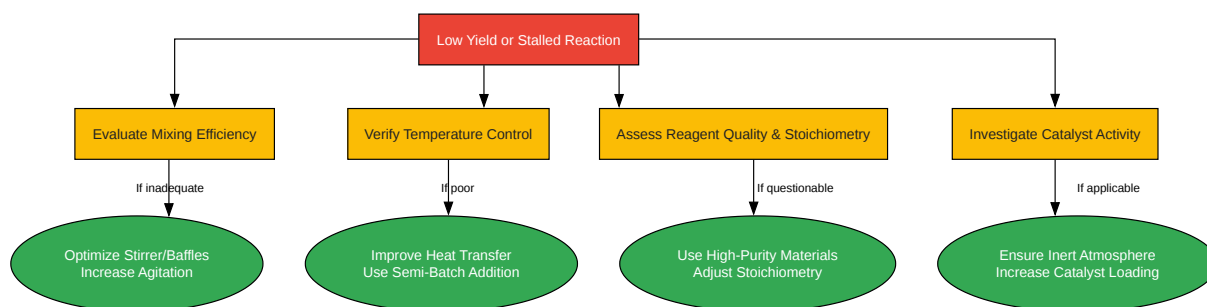 Low Yield or Stalled Reaction
Evaluate Mixing Efficiency
Verify Temperature Control
Assess Reagent Quality & Stoichiometry
Investigate Catalyst Activity
If inadequate
If poor
If questionable
If applicable
Optimize Stirrer/Baffles
Increase Agitation
Improve Heat Transfer
Use Semi-Batch Addition
Use High-Purity Materials
Adjust Stoichiometry
Ensure Inert Atmosphere
Increase Catalyst Loading